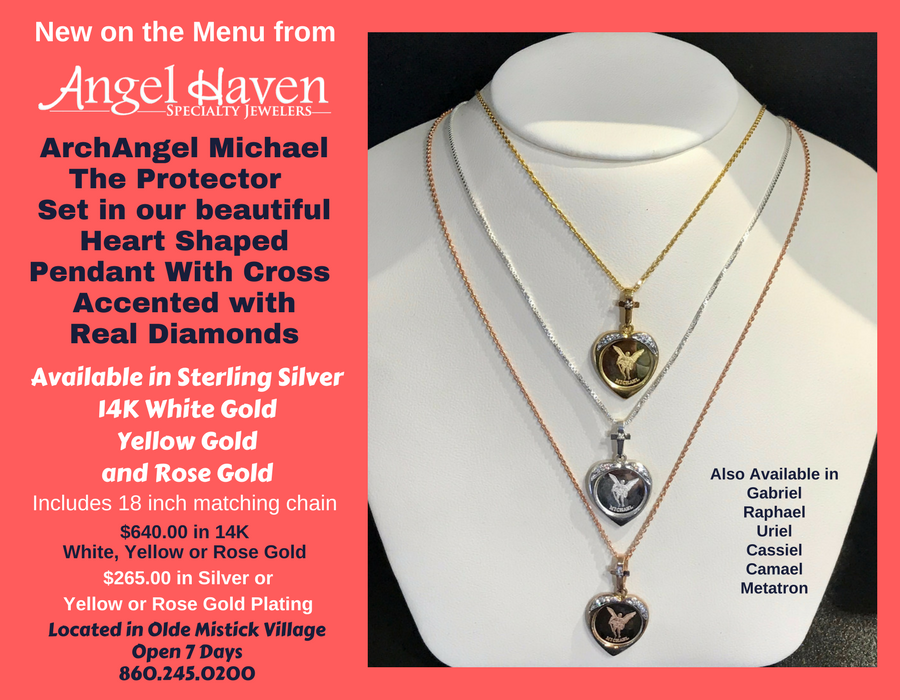 New on the Menu from
Angel Haven
SPECIALTY JEWELERS
ArchAngel Michael
The Protector
Set in our beautiful
Heart Shaped
Pendant With Cross
Accented with
Real Diamonds
Available in Sterling Silver
14K White Gold
Yellow Gold
and Rose Gold
Includes 18 inch matching chain
$640.00 in 14K
White, Yellow or Rose Gold
$265.00 in Silver or
Yellow or Rose Gold Plating
Located in Olde Mistick Village
Open 7 Days
860.245.0200
MICHAEL
MICHAEL
MICHAEL
Also Available in
Gabriel
Raphael
Uriel
Cassiel
Camael
Metatron